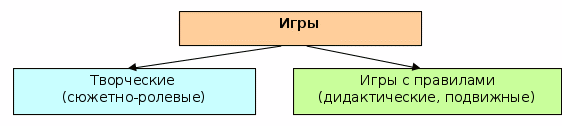 Игры
Творческие
(сюжетно-ролевые)
Игры с правилами
(дидактические, подвижные)